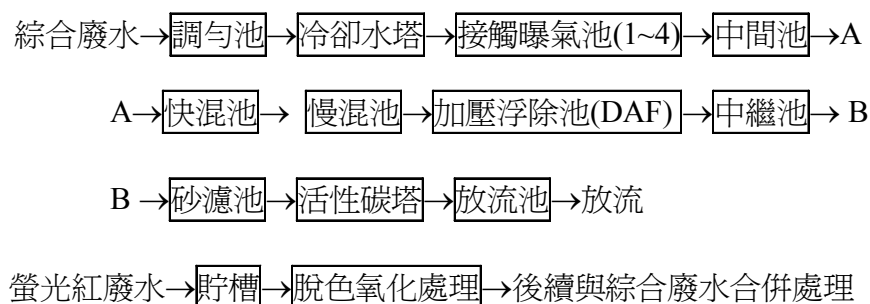 綜合廢水→調勻池→冷卻水塔→接觸曝氣池(1~4)→中間池→A
A→快混池→ 慢混池→加壓浮除池(DAF) →中繼池→ B
B →砂濾池→活性碳塔→放流池→放流
螢光紅廢水→貯槽→脫色氧化處理→後續與綜合廢水合併處理